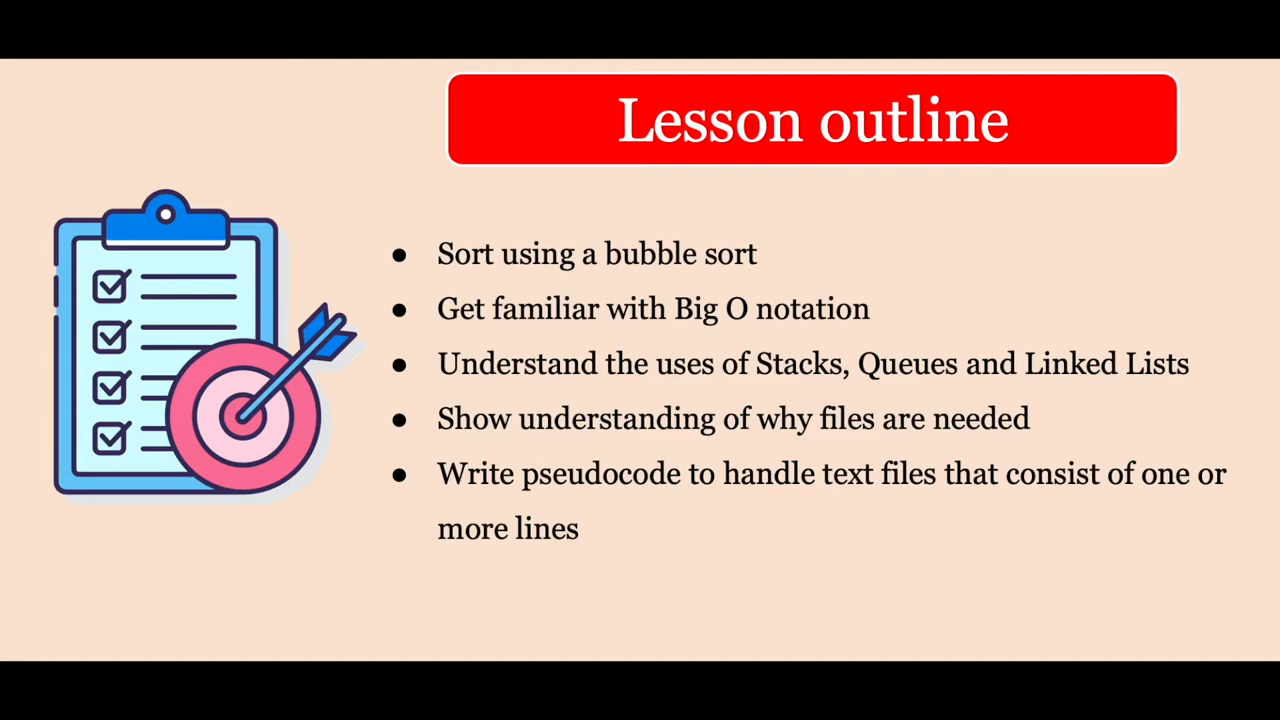 Lesson outline
● Sort using a bubble sort
● Get familiar with Big O notation
● Understand the uses of Stacks, Queues and Linked Lists
● Show understanding of why files are needed
● Write pseudocode to handle text files that consist of one or
more lines